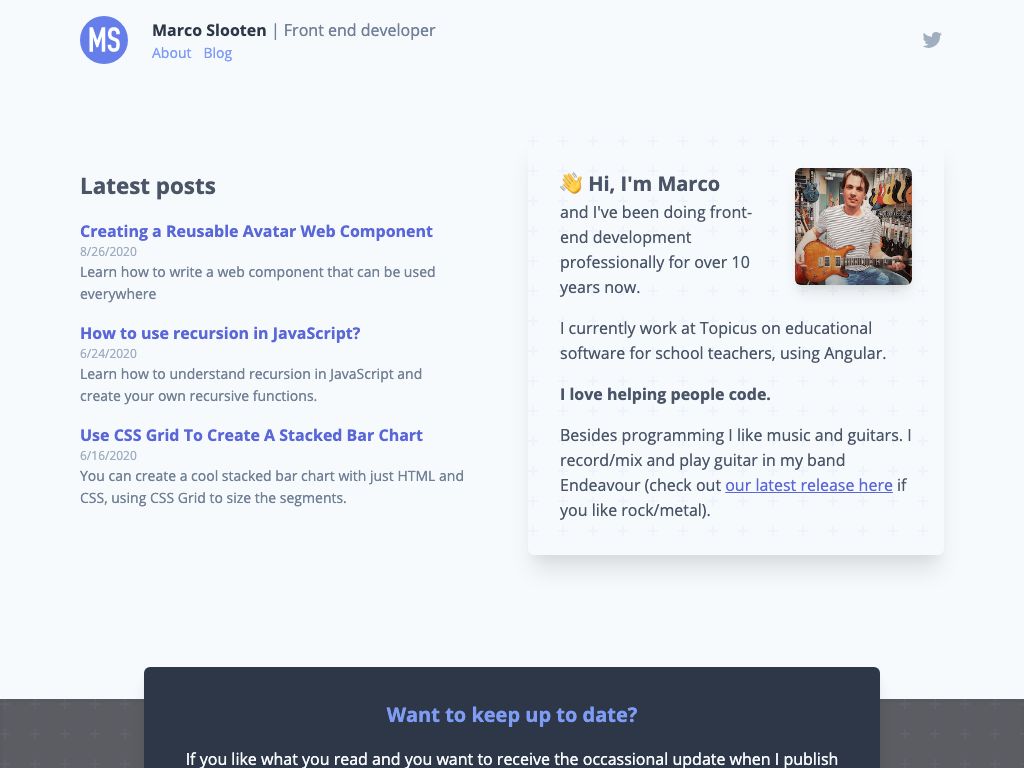 MS
Marco Slooten | Front end developer
About Blog
Latest posts
Creating a Reusable Avatar Web Component
8/26/2020
Learn how to write a web component that can be used
everywhere
How to use recursion in JavaScript?
6/24/2020
Learn how to understand recursion in JavaScript and
create your own recursive functions.
Use CSS Grid To Create A Stacked Bar Chart
6/16/2020
You can create a cool stacked bar chart with just HTML and
CSS, using CSS Grid to size the segments.
👋 Hi, I'm Marco
and I've been doing front-
end development
professionally for over 10
years now.
I currently work at Topicus on educational
software for school teachers, using Angular.
I love helping people code.
Besides programming I like music and guitars. I
record/mix and play guitar in my band
Endeavour (check out our latest release here if
you like rock/metal).
Want to keep up to date?
If you like what you read and you want to receive the occassional update when I publish